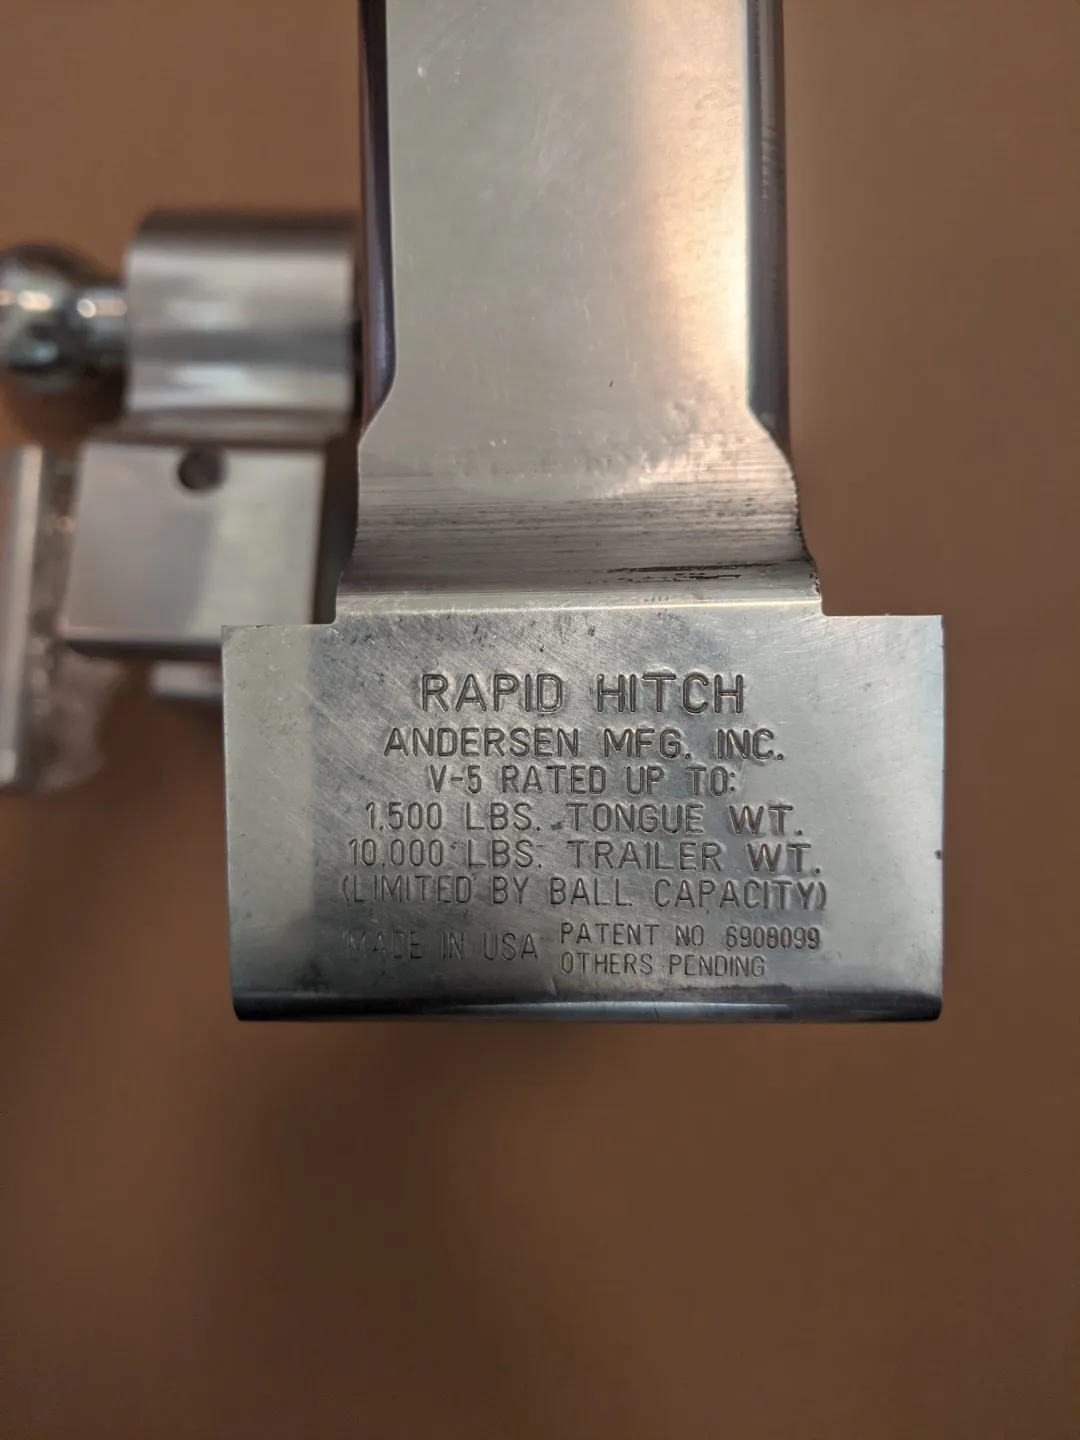 RAPID HITCH
ANDERSEN MFG. INC.
V-5 RATED UP TO:
1,500 LBS. TONGUE WT.
10,000 LBS. TRAILER WT.
(LIMITED BY BALL CAPACITY)
MADE IN USA
PATENT NO 6908099
OTHERS PENDING